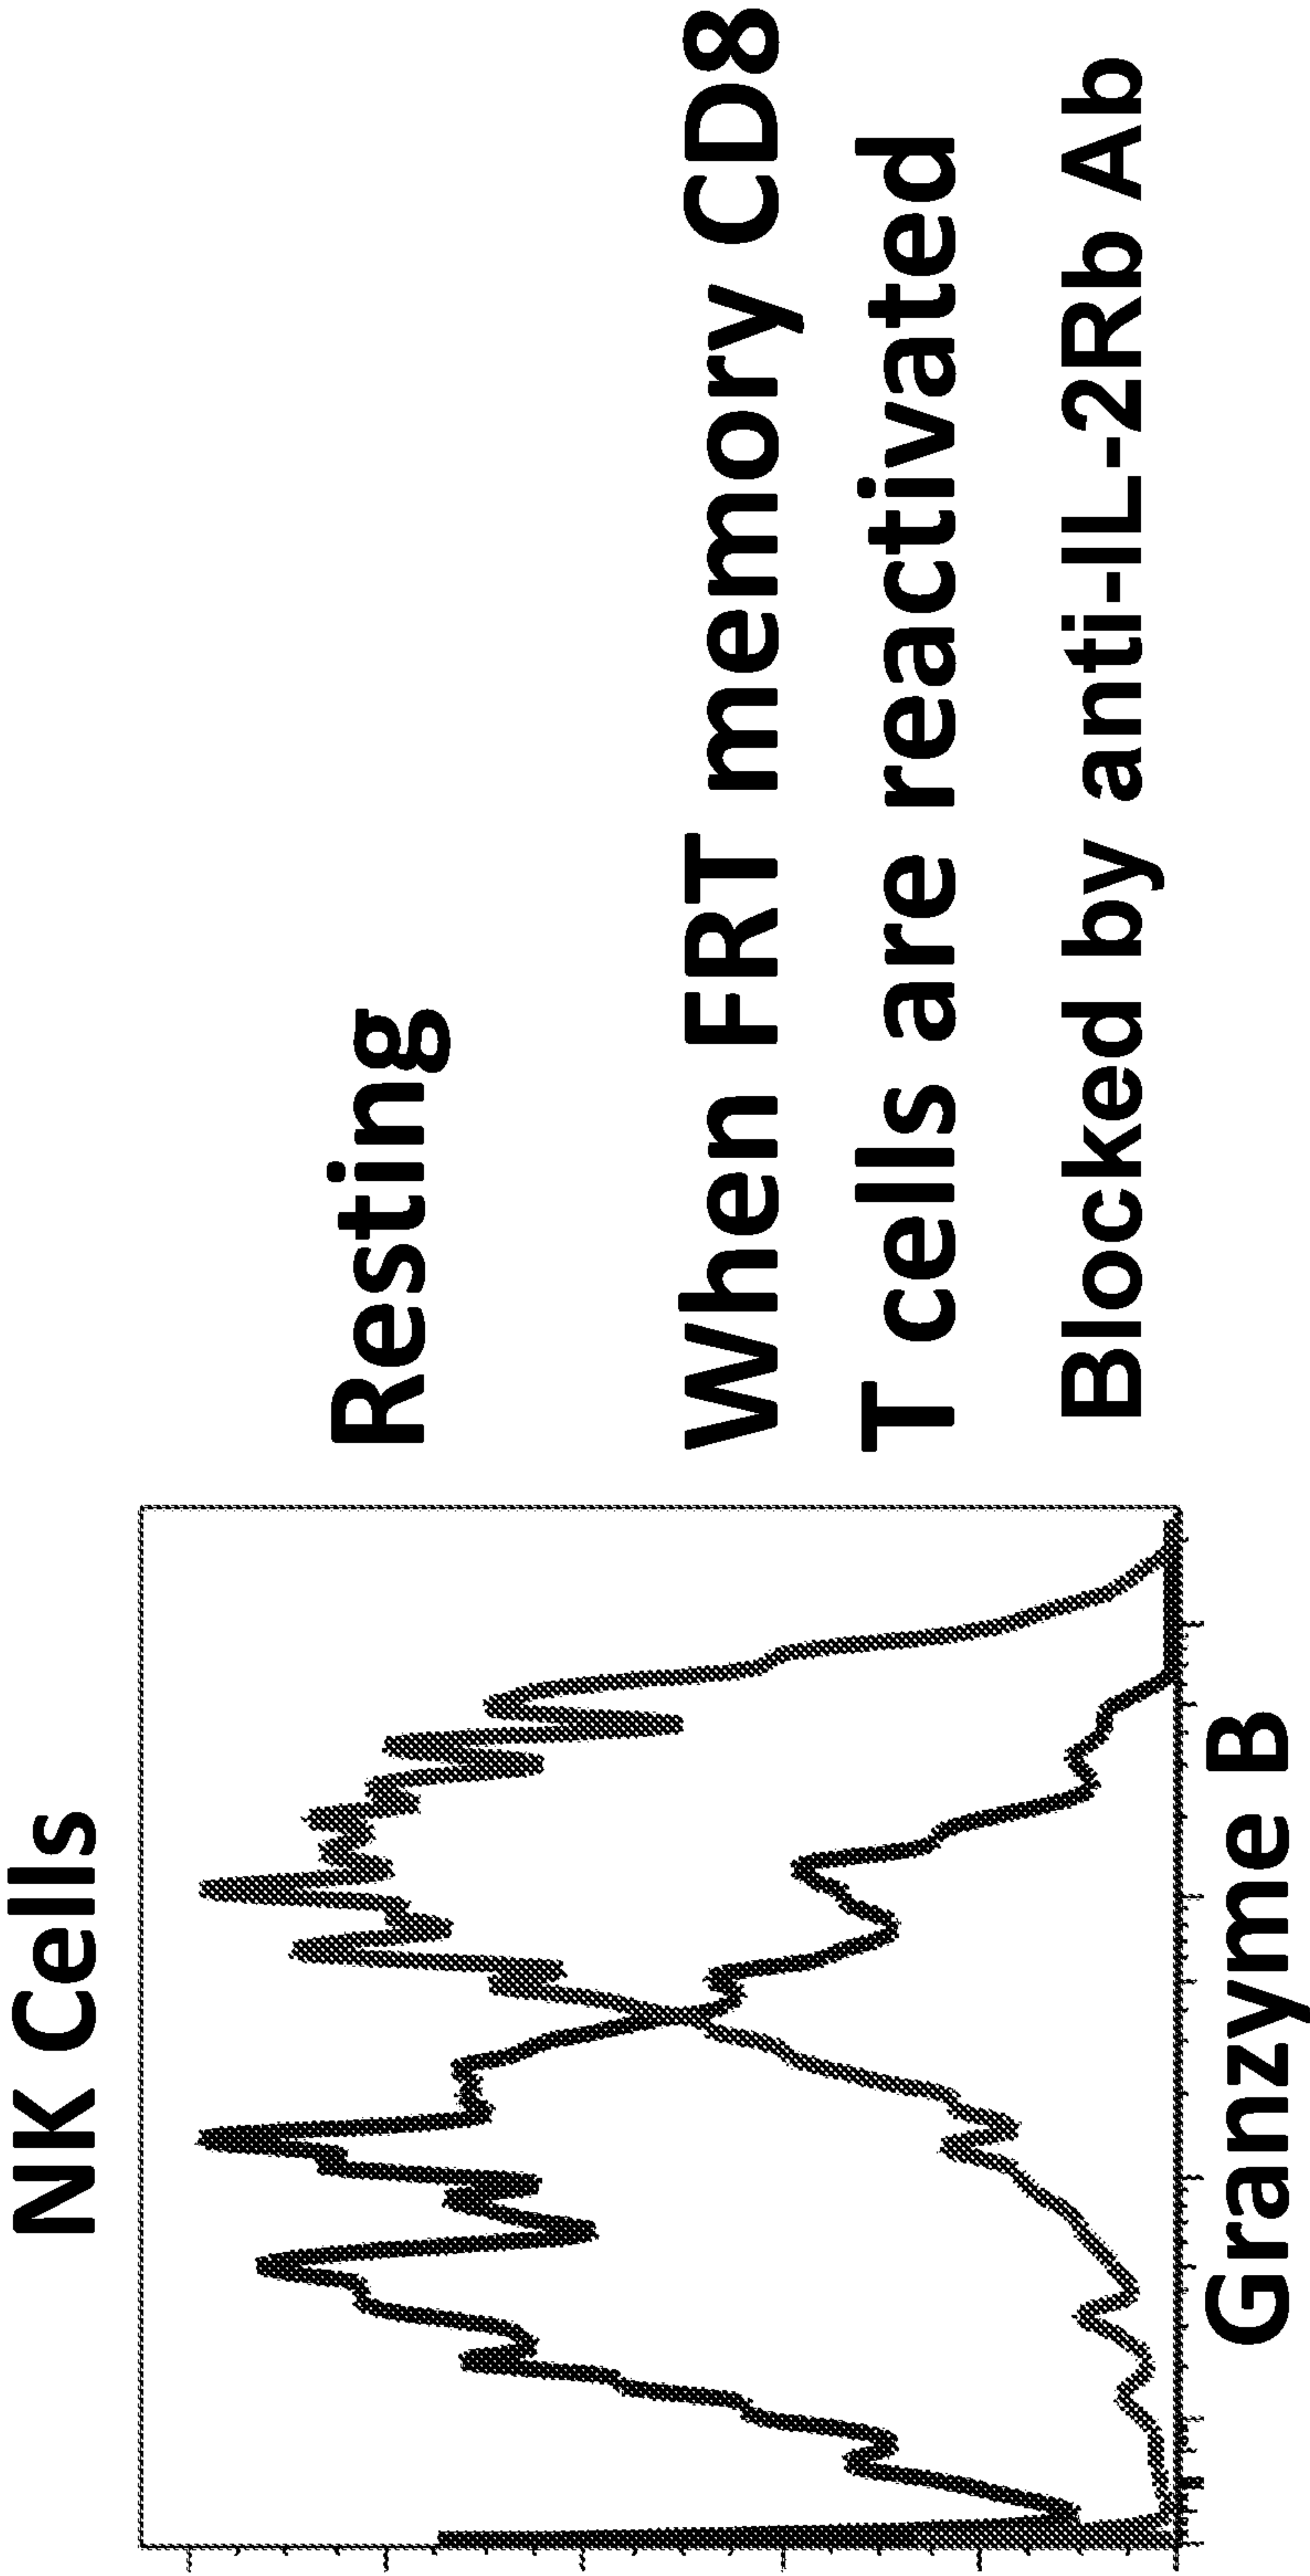 NK Cells
Resting
When FRT memory CD8
T cells are reactivated
Blocked by anti-IL-2Rb Ab
Granzyme B